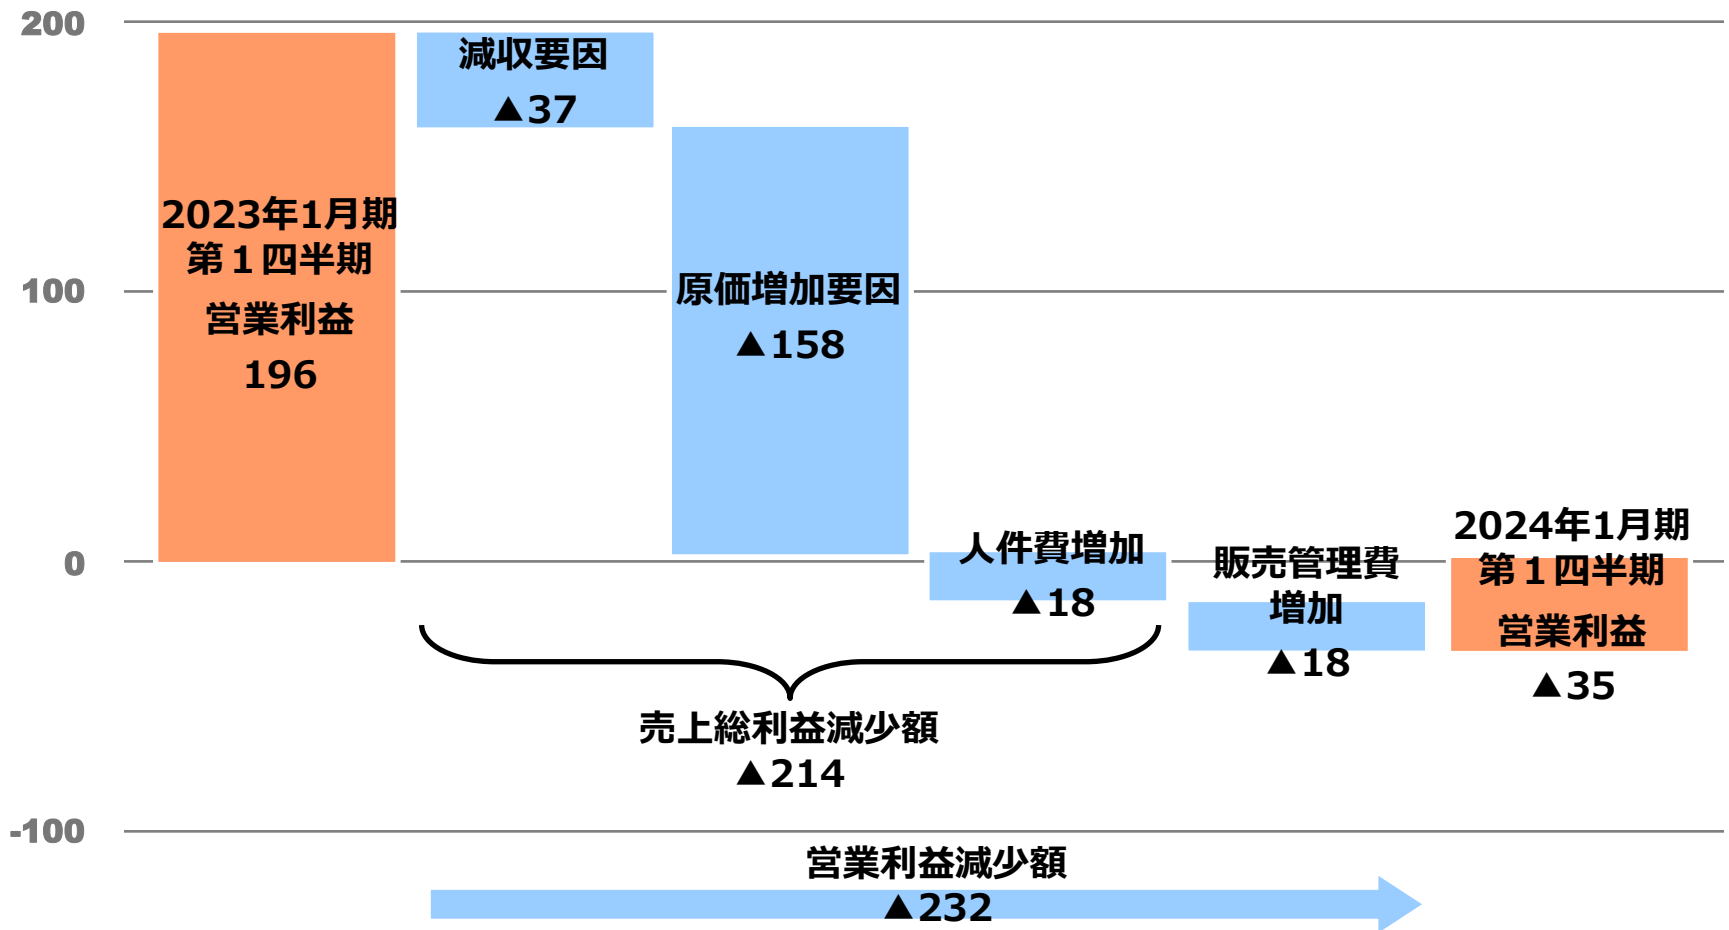 200
100
0
-100
2023年1月期
第１四半期
営業利益
196
減収要因
▲37
原価増加要因
▲158
人件費増加
▲18
販売管理費
増加
▲18
2024年1月期
第１四半期
営業利益
▲35
売上総利益減少額
▲214
営業利益減少額
▲232